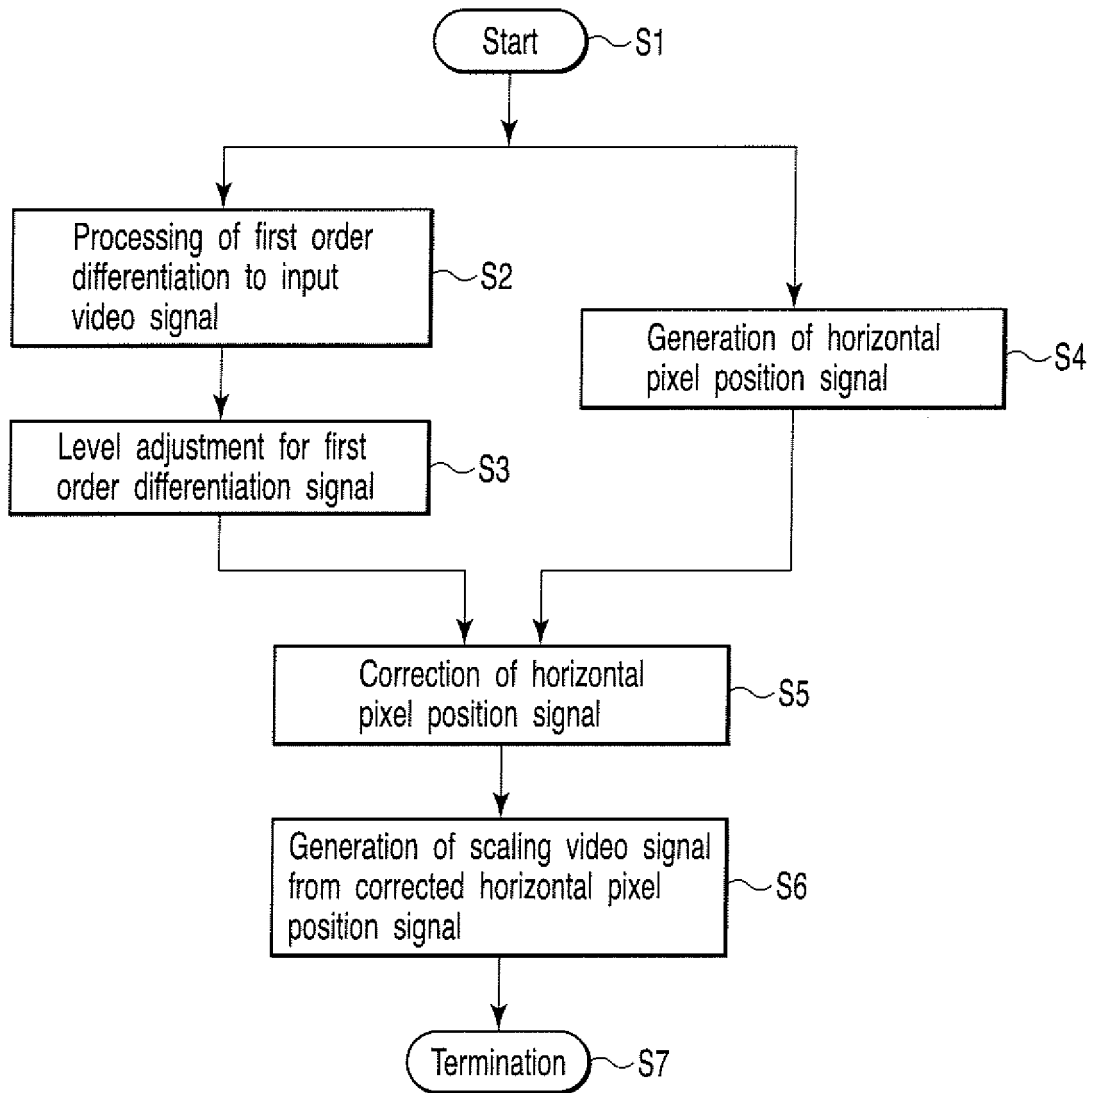 Start
S1
Processing of first order
differentiation to input
video signal
S2
Generation of horizontal
pixel position signal
S4
Level adjustment for first
order differentiation signal
S3
Correction of horizontal
pixel position signal
S5
Generation of scaling video signal
from corrected horizontal pixel
position signal
S6
Termination
S7